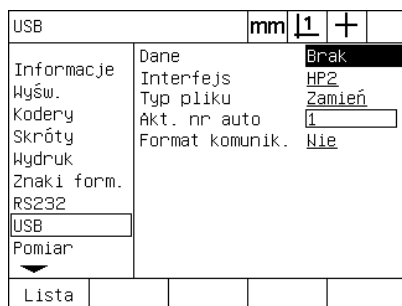 USB mm 1
Informacje
Wyśw.
Kodery
Skróty
Wydruk
Znaki form.
RS232
USB
Pomiar
Dane Brak
Interfejs HP2
Typ pliku Zamień
Akt. nr auto 1
Format komunik. Nie
Lista